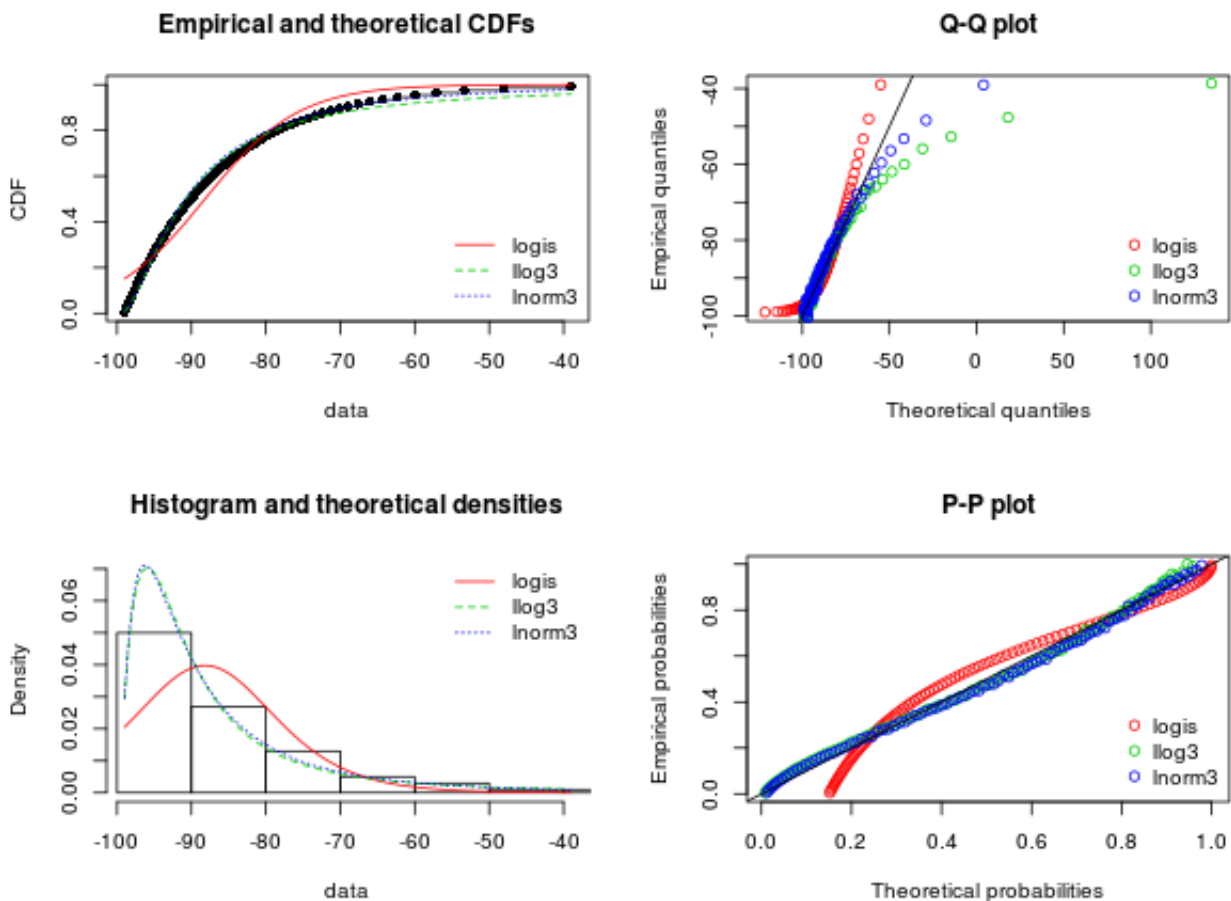 Empirical and theoretical CDFs
CDF
0.0 0.4 0.8
logis
llog3
lnorm3
-100 -90 -80 -70 -60 -50 -40
data
Q-Q plot
Empirical quantiles
-100 -80 -60 -40
logis
llog3
lnorm3
-100 -50 0 50 100
Theoretical quantiles
Histogram and theoretical densities
Density
0.00 0.02 0.04 0.06
logis
llog3
lnorm3
-100 -90 -80 -70 -60 -50 -40
data
P-P plot
Empirical probabilities
0.0 0.4 0.8
logis
llog3
lnorm3
0.0 0.2 0.4 0.6 0.8 1.0
Theoretical probabilities